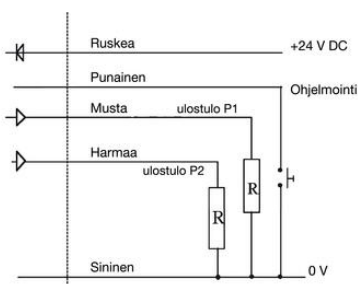 Ruskea +24 V DC
Punainen Ohjelmointi
Musta ulostulo P1
Harmaa
ulostulo P2
R
R
Sininen 0 V